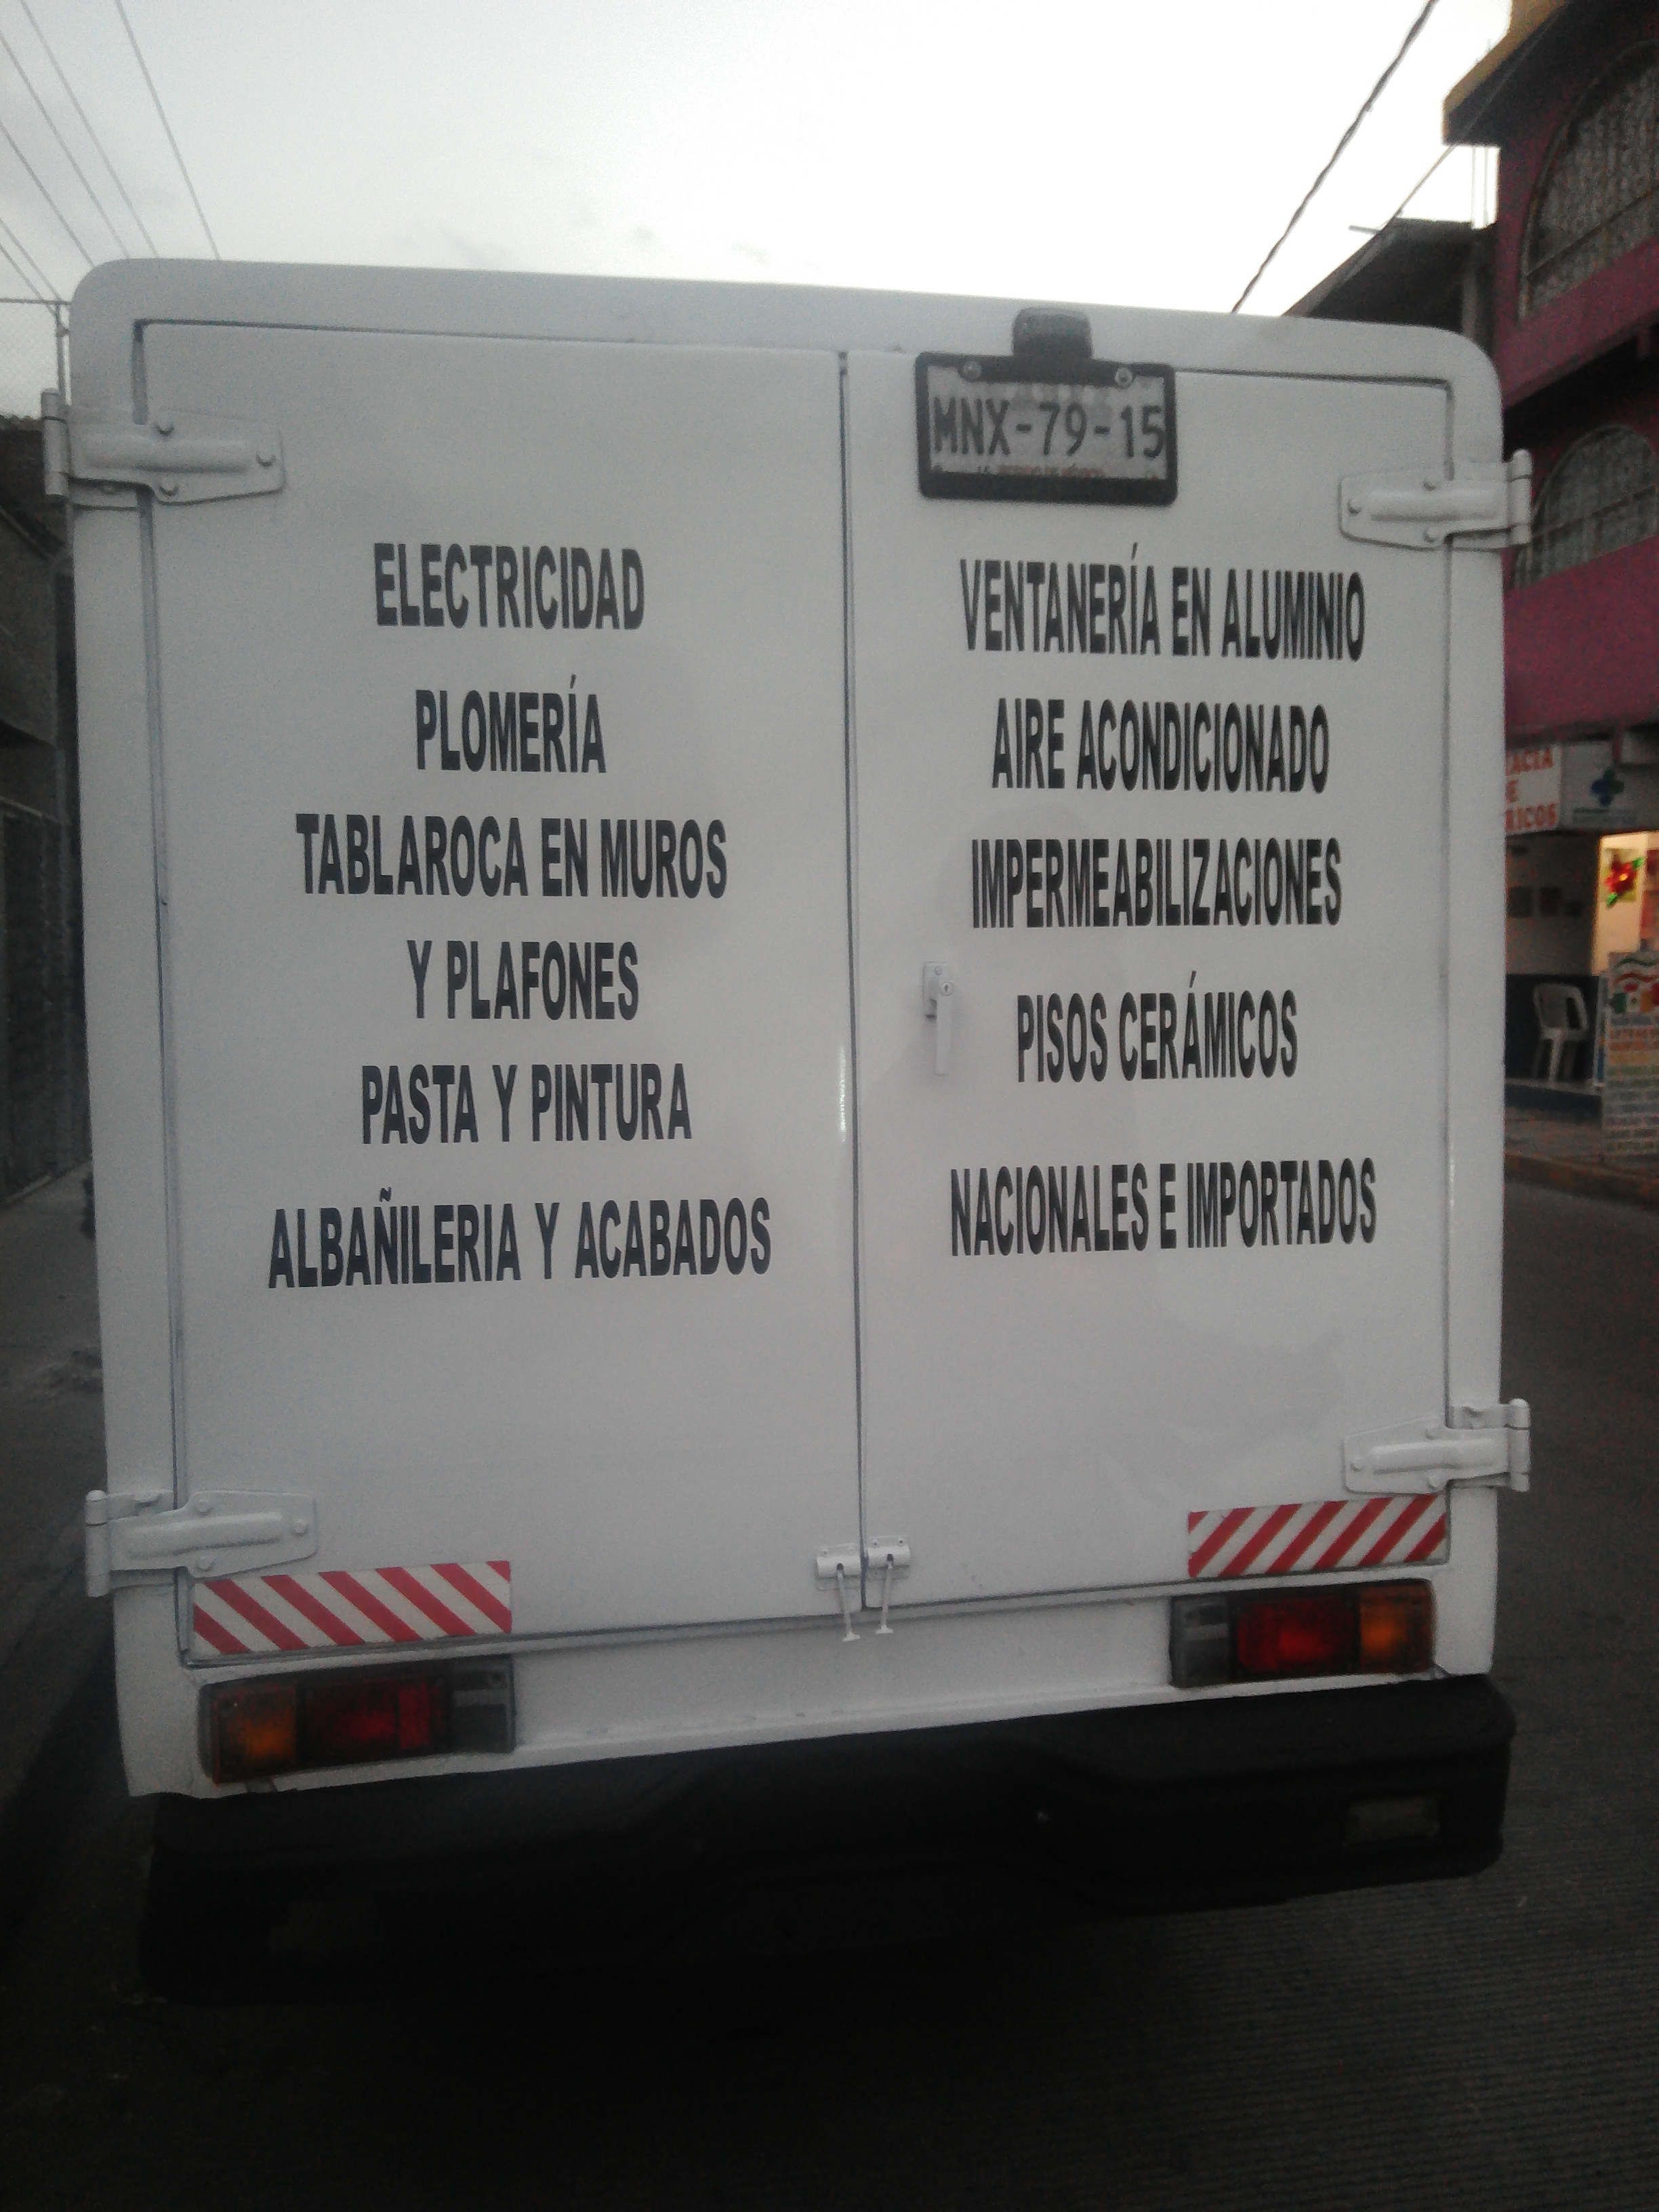 MNX-79-15
ELECTRICIDAD
PLOMERÍA
TABLAROCA EN MUROS
Y PLAFONES
PASTA Y PINTURA
ALBAÑILERIA Y ACABADOS
VENTANERÍA EN ALUMINIO
AIRE ACONDICIONADO
IMPERMEABILIZACIONES
PISOS CERÁMICOS
NACIONALES E IMPORTADOS